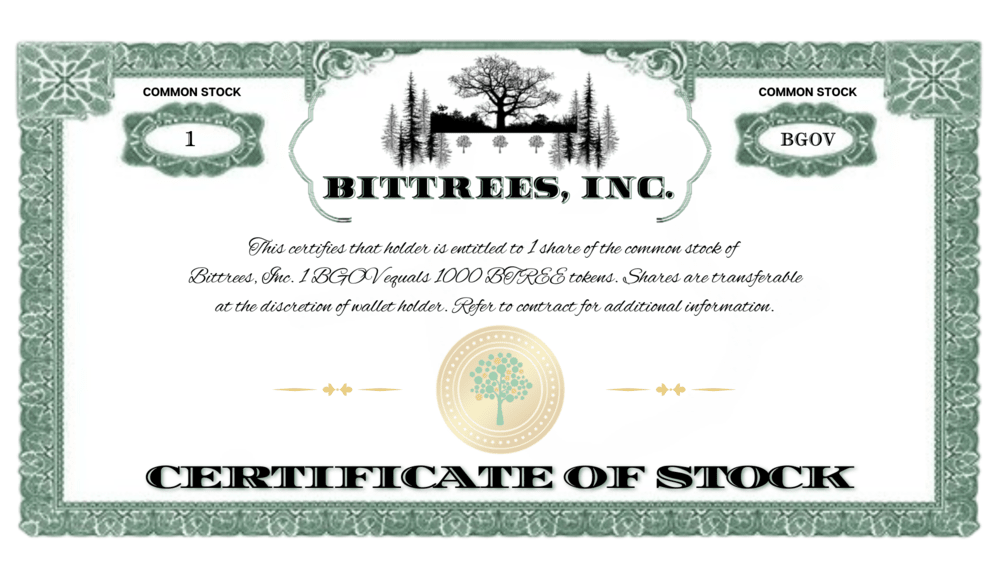 COMMON STOCK
1
COMMON STOCK
BGOV
BITTREES, INC.
This certifies that holder is entitled to 1 share of the common stock of
Bittrees, Inc. 1 BGOV equals 1000 BTREE tokens. Shares are transferable
at the discretion of wallet holder. Refer to contract for additional information.
CERTIFICATE OF STOCK